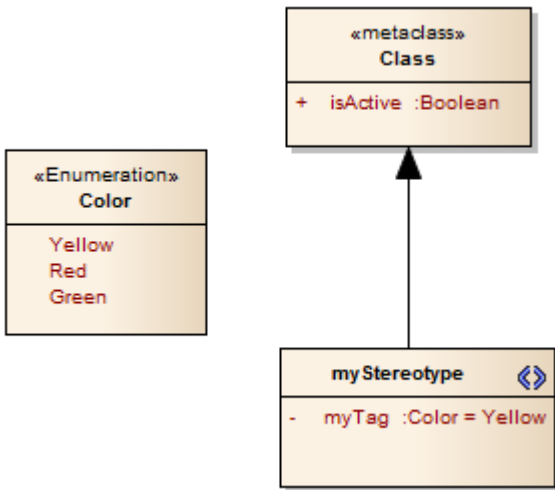 «metaclass»
Class
+ isActive :Boolean
«Enumeration»
Color
Yellow
Red
Green
myStereotype
- myTag :Color = Yellow